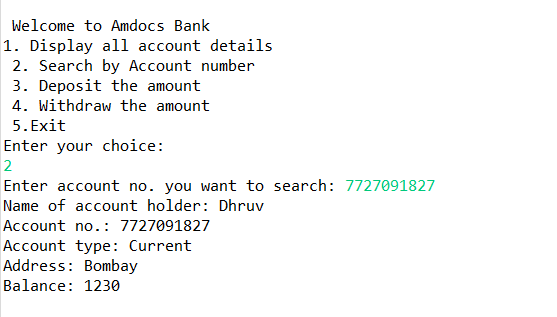 Welcome to Amdocs Bank
1. Display all account details
2. Search by Account number
3. Deposit the amount
4. Withdraw the amount
5.Exit
Enter your choice:
2
Enter account no. you want to search: 7727091827
Name of account holder: Dhruv
Account no.: 7727091827
Account type: Current
Address: Bombay
Balance: 1230